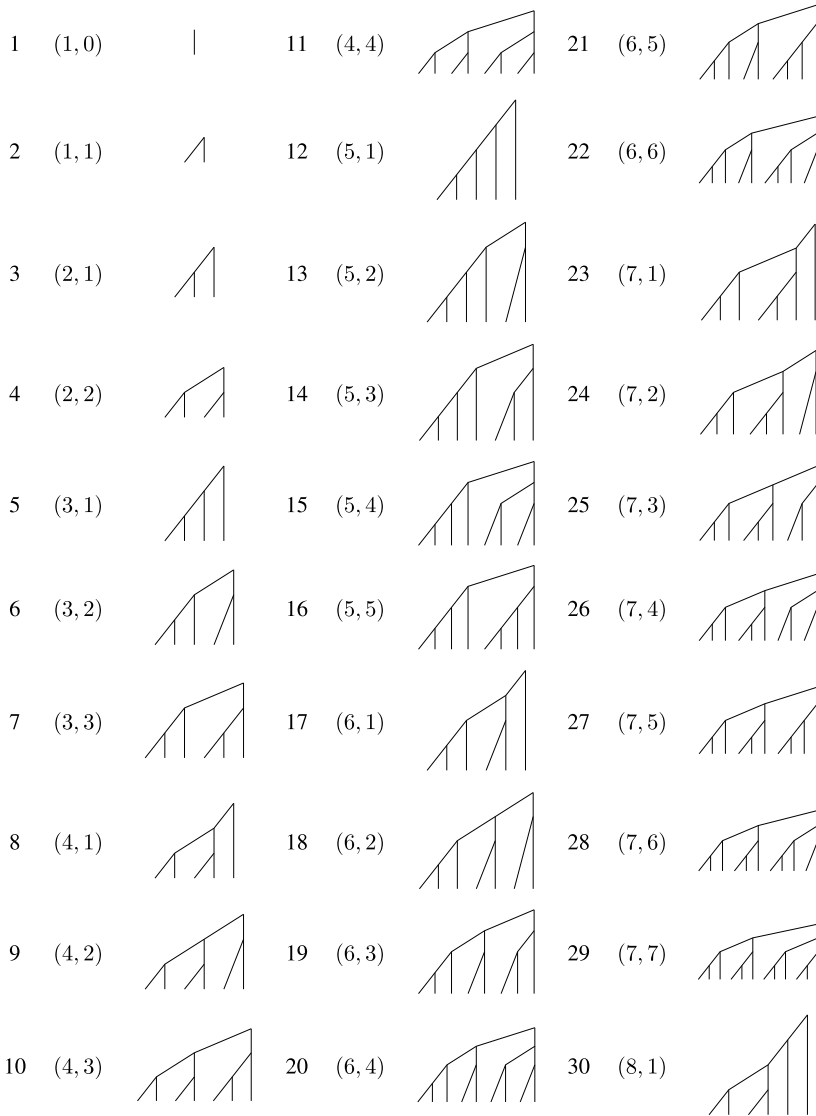 1 (1, 0) 11 (4, 4) 21 (6, 5)
2 (1, 1) 12 (5, 1) 22 (6, 6)
3 (2, 1) 13 (5, 2) 23 (7, 1)
4 (2, 2) 14 (5, 3) 24 (7, 2)
5 (3, 1) 15 (5, 4) 25 (7, 3)
6 (3, 2) 16 (5, 5) 26 (7, 4)
7 (3, 3) 17 (6, 1) 27 (7, 5)
8 (4, 1) 18 (6, 2) 28 (7, 6)
9 (4, 2) 19 (6, 3) 29 (7, 7)
10 (4, 3) 20 (6, 4) 30 (8, 1)